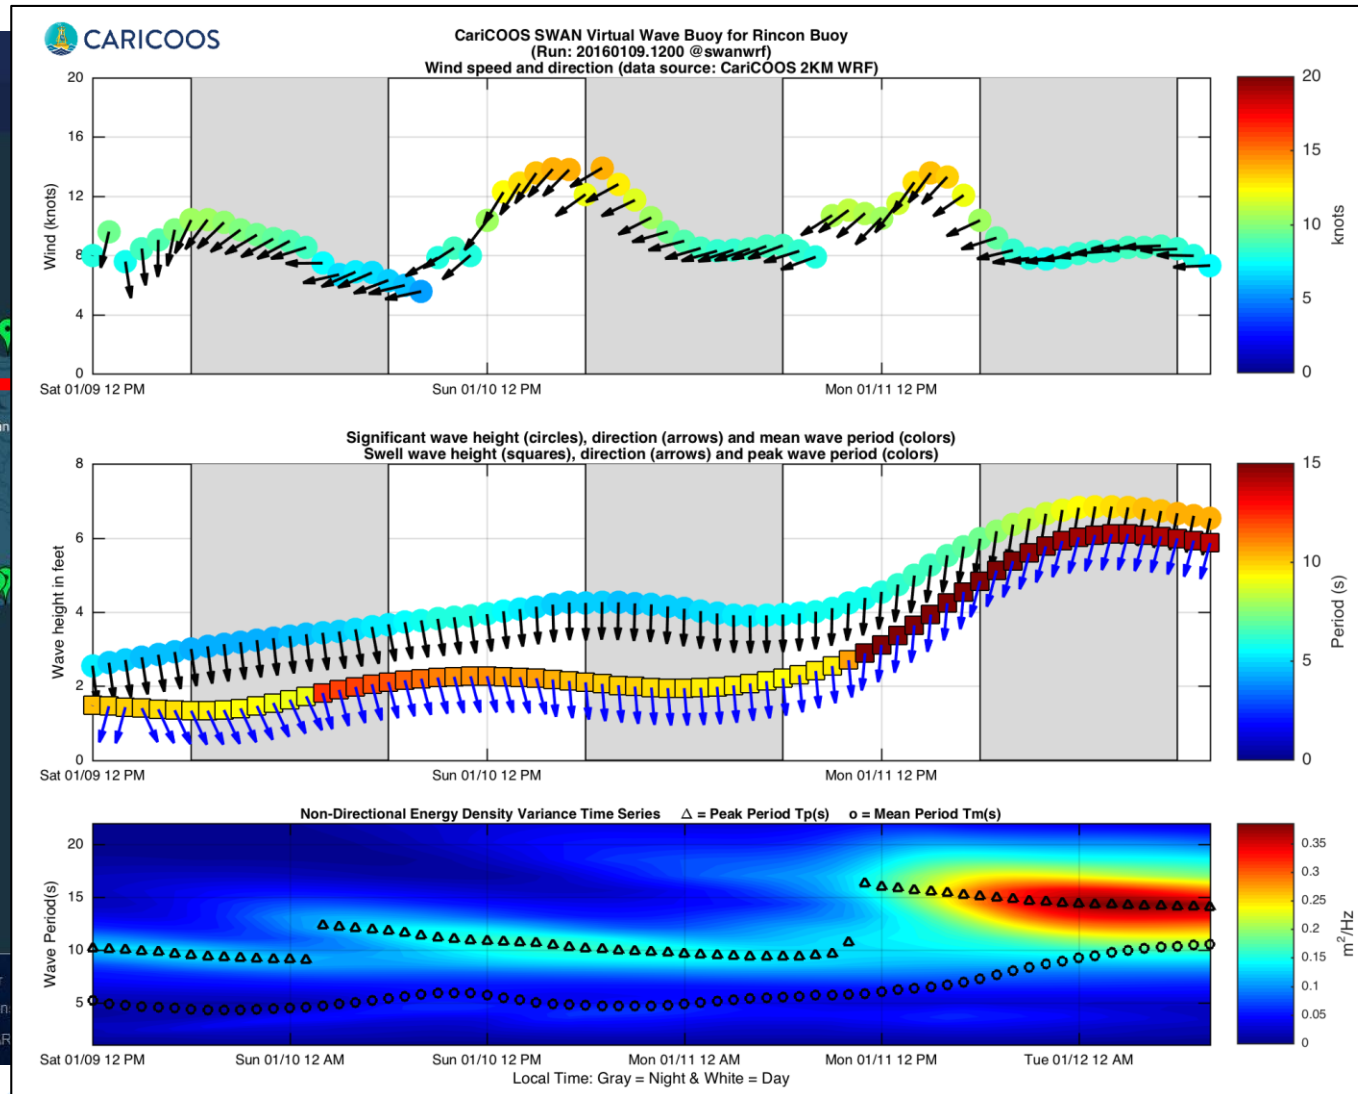 CARICOOS
CariCOOS SWAN Virtual Wave Buoy for Rincon Buoy
(Run: 20160109.1200 @swanwrf)
Wind speed and direction (data source: CariCOOS 2KM WRF)
20
16
12
8
4
0
Wind (knots)
Sat 01/09 12 PM
Sun 01/10 12 PM
Mon 01/11 12 PM
20
15
10
5
0
knots
Significant wave height (circles), direction (arrows) and mean wave period (colors)
Swell wave height (squares), direction (arrows) and peak wave period (colors)
8
6
4
2
0
Wave height in feet
Sat 01/09 12 PM
Sun 01/10 12 PM
Mon 01/11 12 PM
15
10
5
0
Period (s)
Non-Directional Energy Density Variance Time Series △ = Peak Period Tp(s) o = Mean Period Tm(s)
20
15
10
5
Wave Period(s)
Sat 01/09 12 PM
Sun 01/10 12 AM
Sun 01/10 12 PM
Mon 01/11 12 AM
Mon 01/11 12 PM
Tue 01/12 12 AM
0.35
0.3
0.25
0.2
0.15
0.1
0.05
0
m²/Hz
Local Time: Gray = Night & White = Day